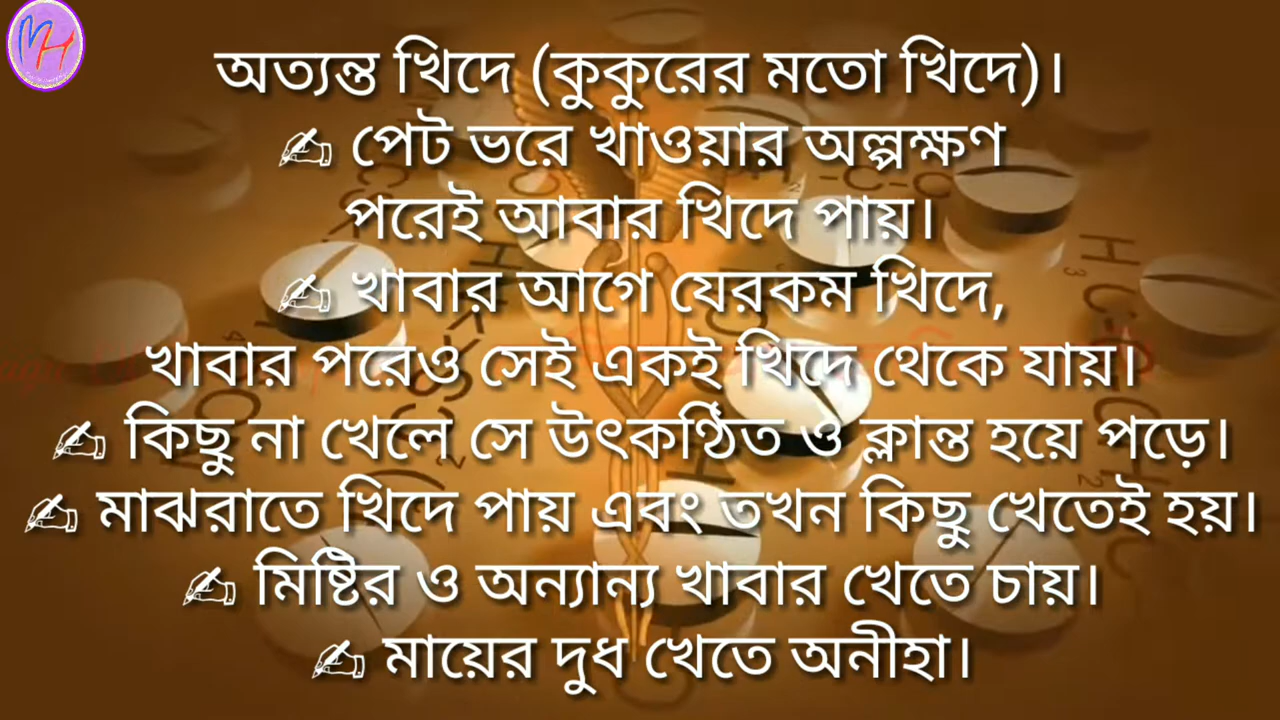 MH
অত্যন্ত খিদে (কুকুরের মতো খিদে)।
✍ পেট ভরে খাওয়ার অল্পক্ষণ
পরেই আবার খিদে পায়।
✍ খাবার আগে যেরকম খিদে,
খাবার পরেও সেই একই খিদে থেকে যায়।
✍ কিছু না খেলে সে উৎকণ্ঠিত ও ক্লান্ত হয়ে পড়ে।
✍ মাঝরাতে খিদে পায় এবং তখন কিছু খেতেই হয়।
✍ মিষ্টির ও অন্যান্য খাবার খেতে চায়।
✍ মায়ের দুধ খেতে অনীহা।